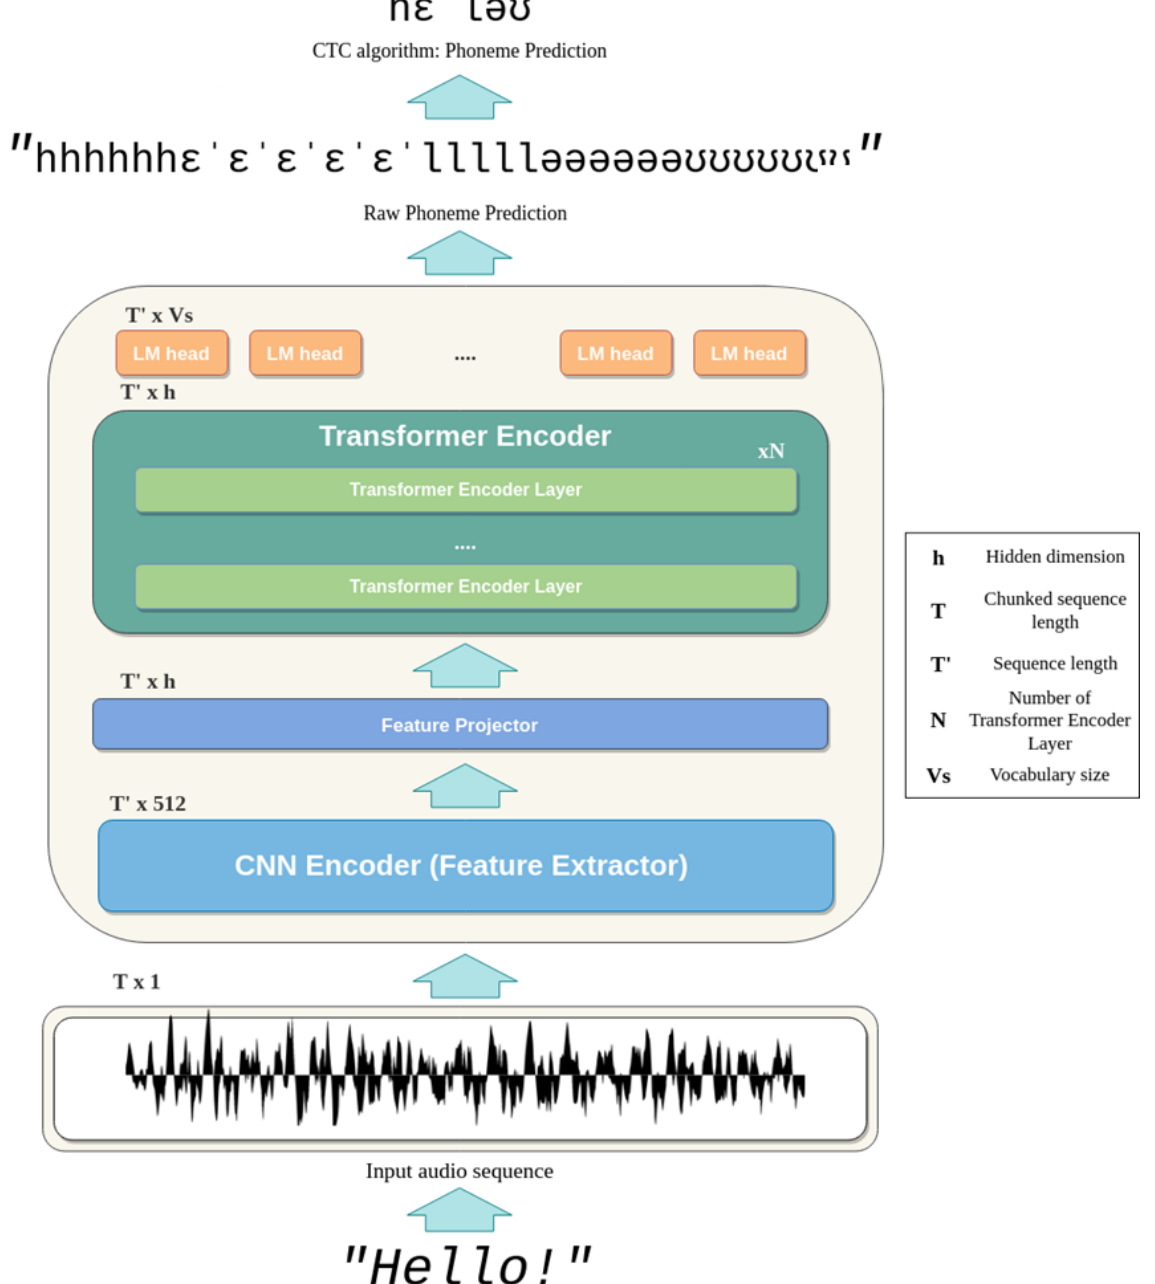 hɛˈləʊ
CTC algorithm: Phoneme Prediction
"hhhhhhɛˈɛˈɛˈɛˈɛˈllllləəəəəəʊʊʊʊʊ"
Raw Phoneme Prediction
T' x Vs
LM head LM head .... LM head LM head
T' x h
Transformer Encoder
xN
Transformer Encoder Layer
....
Transformer Encoder Layer
T' x h
Feature Projector
T' x 512
CNN Encoder (Feature Extractor)
T x 1
Input audio sequence
"Hello!"
h Hidden dimension
T Chunked sequence
length
T' Sequence length
N Number of
Transformer Encoder
Layer
Vs Vocabulary size